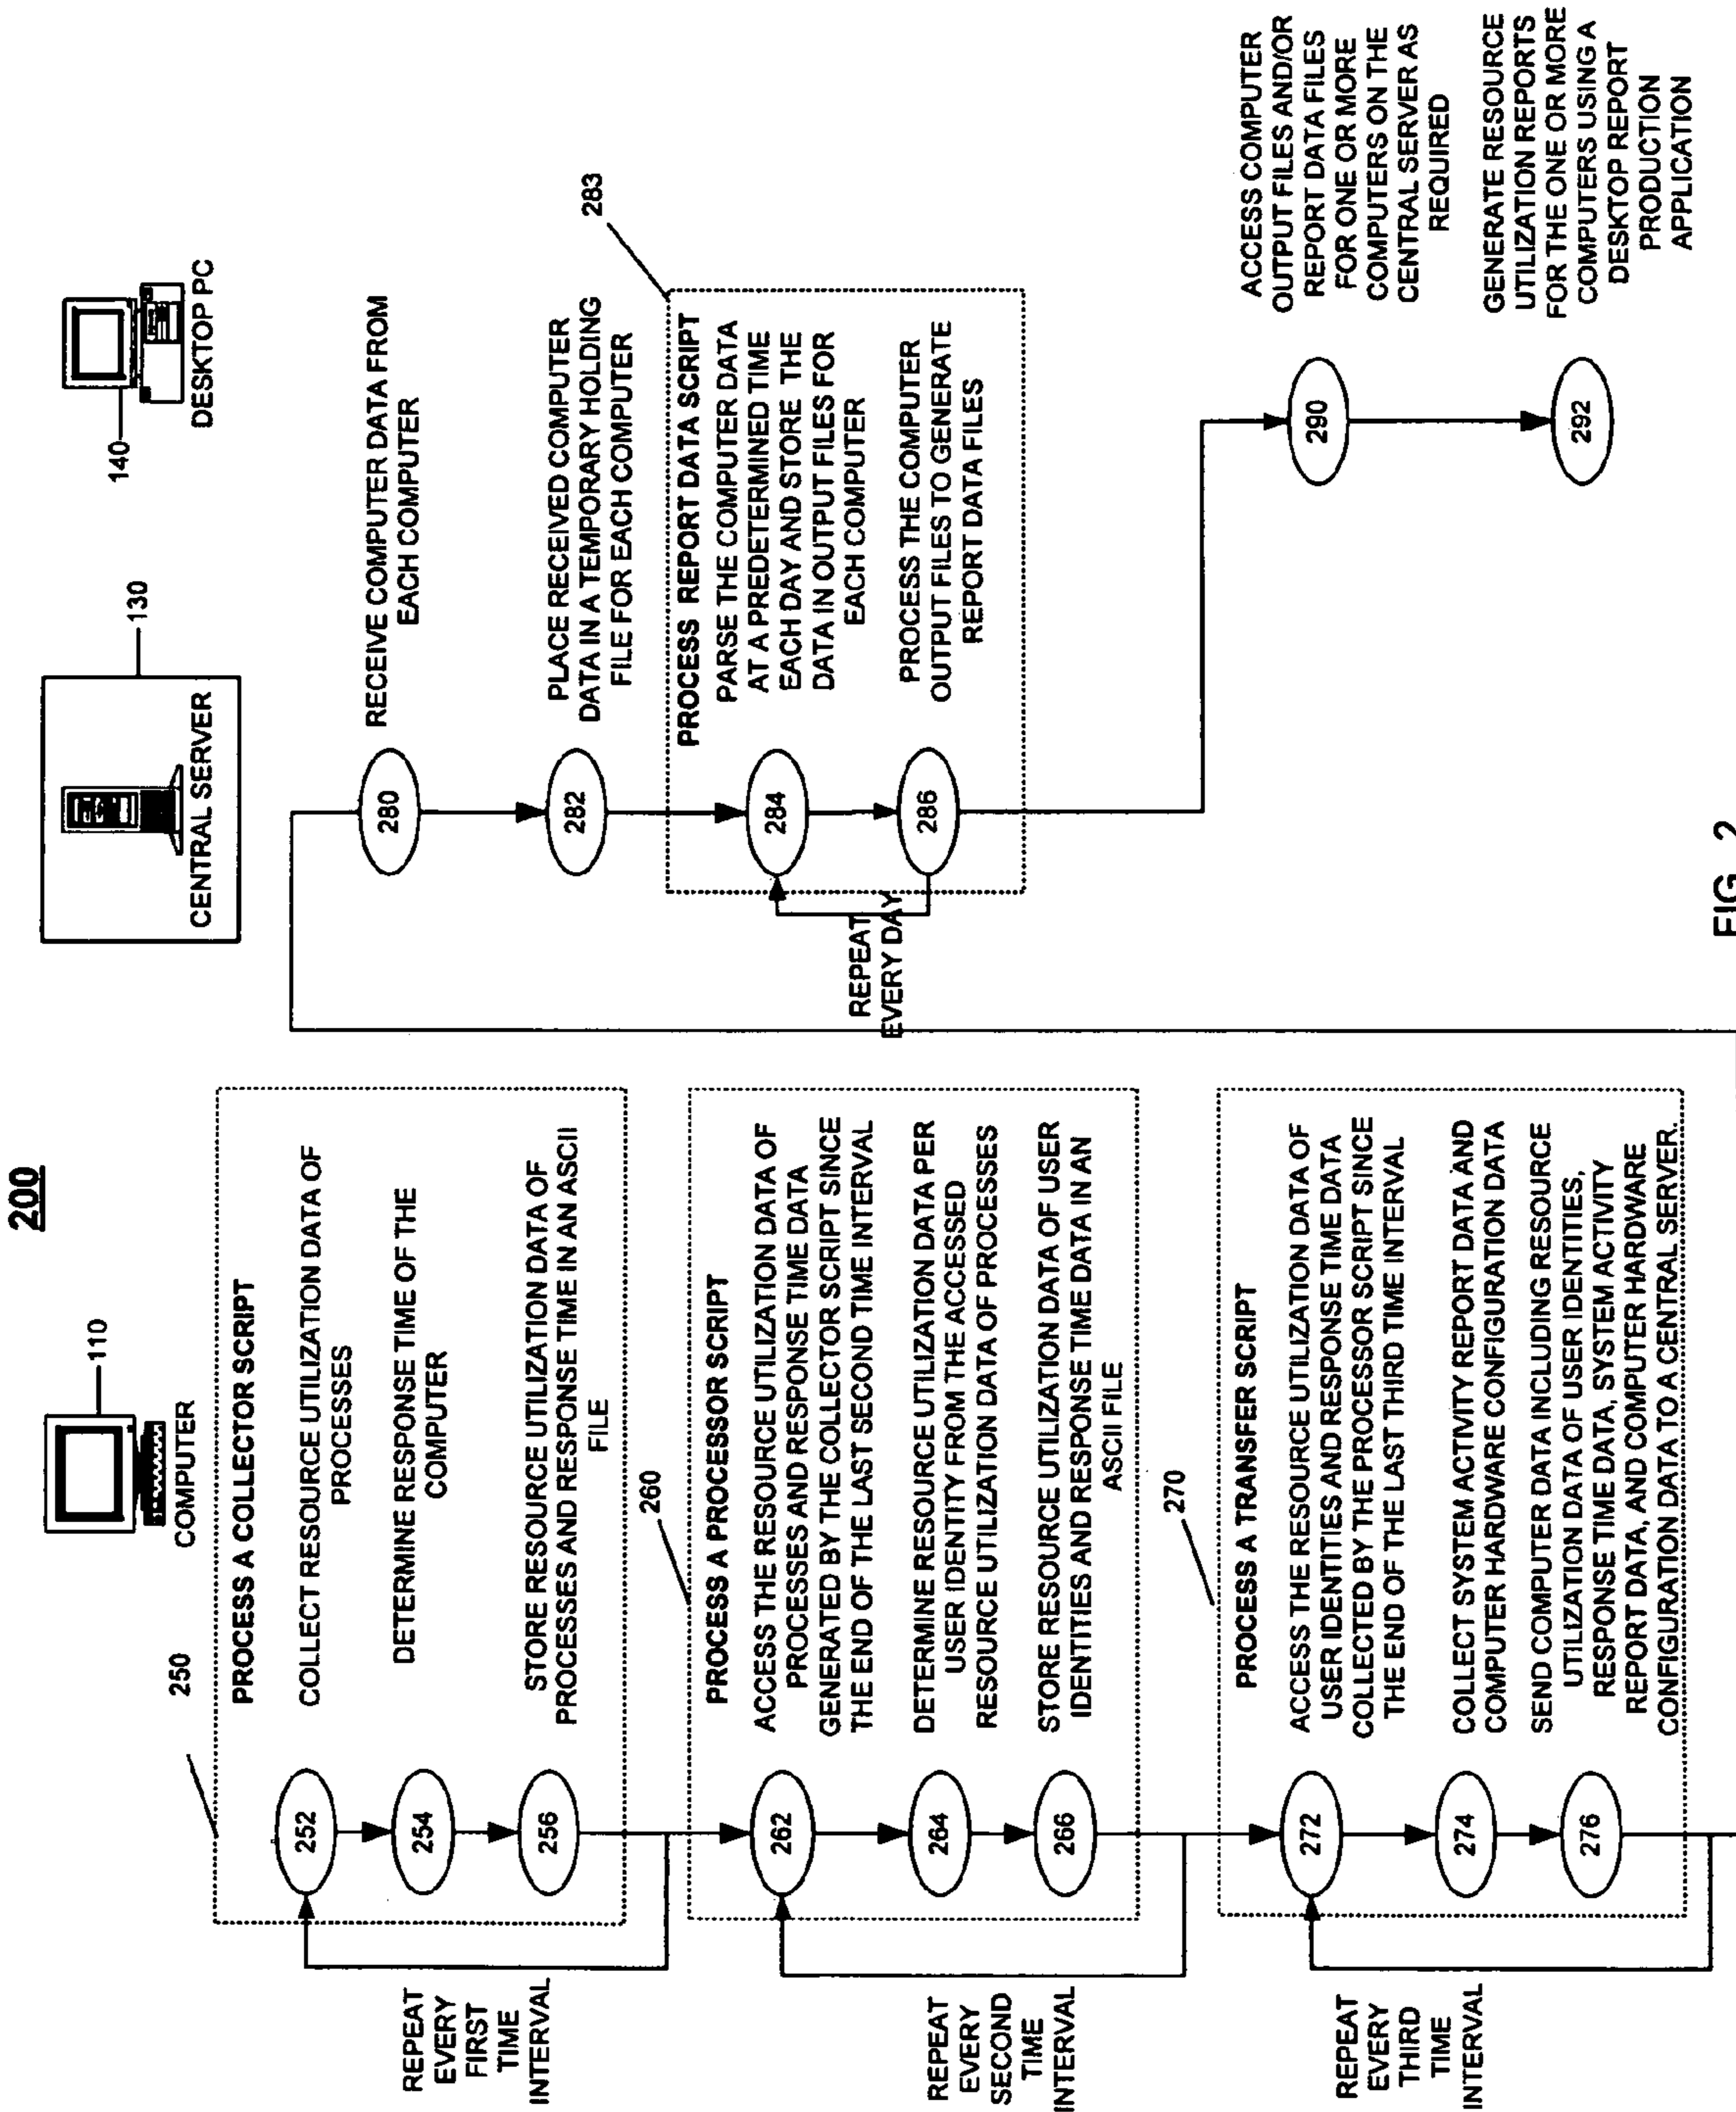 200
110
COMPUTER
130
CENTRAL SERVER
140
DESKTOP PC
250
PROCESS A COLLECTOR SCRIPT
252
COLLECT RESOURCE UTILIZATION DATA OF
PROCESSES
254
DETERMINE RESPONSE TIME OF THE
COMPUTER
256
STORE RESOURCE UTILIZATION DATA OF
PROCESSES AND RESPONSE TIME IN AN ASCII
FILE
REPEAT
EVERY
FIRST
TIME
INTERVAL
260
PROCESS A PROCESSOR SCRIPT
262
ACCESS THE RESOURCE UTILIZATION DATA OF
PROCESSES AND RESPONSE TIME DATA
GENERATED BY THE COLLECTOR SCRIPT SINCE
THE END OF THE LAST SECOND TIME INTERVAL
264
DETERMINE RESOURCE UTILIZATION DATA PER
USER IDENTITY FROM THE ACCESSED
RESOURCE UTILIZATION DATA OF PROCESSES
266
STORE RESOURCE UTILIZATION DATA OF USER
IDENTITIES AND RESPONSE TIME DATA IN AN
ASCII FILE
REPEAT
EVERY
SECOND
TIME
INTERVAL
270
PROCESS A TRANSFER SCRIPT
272
ACCESS THE RESOURCE UTILIZATION DATA OF
USER IDENTITIES AND RESPONSE TIME DATA
COLLECTED BY THE PROCESSOR SCRIPT SINCE
THE END OF THE LAST THIRD TIME INTERVAL
274
COLLECT SYSTEM ACTIVITY REPORT DATA AND
COMPUTER HARDWARE CONFIGURATION DATA
276
SEND COMPUTER DATA INCLUDING RESOURCE
UTILIZATION DATA OF USER IDENTITIES,
RESPONSE TIME DATA, SYSTEM ACTIVITY
REPORT DATA, AND COMPUTER HARDWARE
CONFIGURATION DATA TO A CENTRAL SERVER.
REPEAT
EVERY
THIRD
TIME
INTERVAL
280
RECEIVE COMPUTER DATA FROM
EACH COMPUTER
282
PLACE RECEIVED COMPUTER
DATA IN A TEMPORARY HOLDING
FILE FOR EACH COMPUTER
283
PROCESS REPORT DATA SCRIPT
284
PARSE THE COMPUTER DATA
AT A PREDETERMINED TIME
EACH DAY AND STORE THE
DATA IN OUTPUT FILES FOR
EACH COMPUTER
286
PROCESS THE COMPUTER
OUTPUT FILES TO GENERATE
REPORT DATA FILES
REPEAT
EVERY DAY
290
ACCESS COMPUTER
OUTPUT FILES AND/OR
REPORT DATA FILES
FOR ONE OR MORE
COMPUTERS ON THE
CENTRAL SERVER AS
REQUIRED
292
GENERATE RESOURCE
UTILIZATION REPORTS
FOR THE ONE OR MORE
COMPUTERS USING A
DESKTOP REPORT
PRODUCTION
APPLICATION
FIG. 2